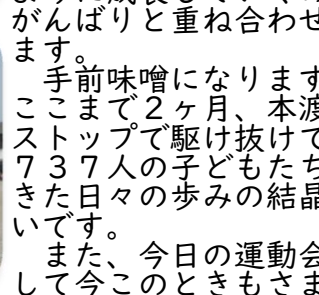 がんばりと重ね合わせ
ます。
　手前味噌になります
ここまで２ヶ月、本渡
ストップで駆け抜けて
７３７人の子どもたち
きた日々の歩みの結晶
いです。
　また、今日の運動会
して今このときもさま